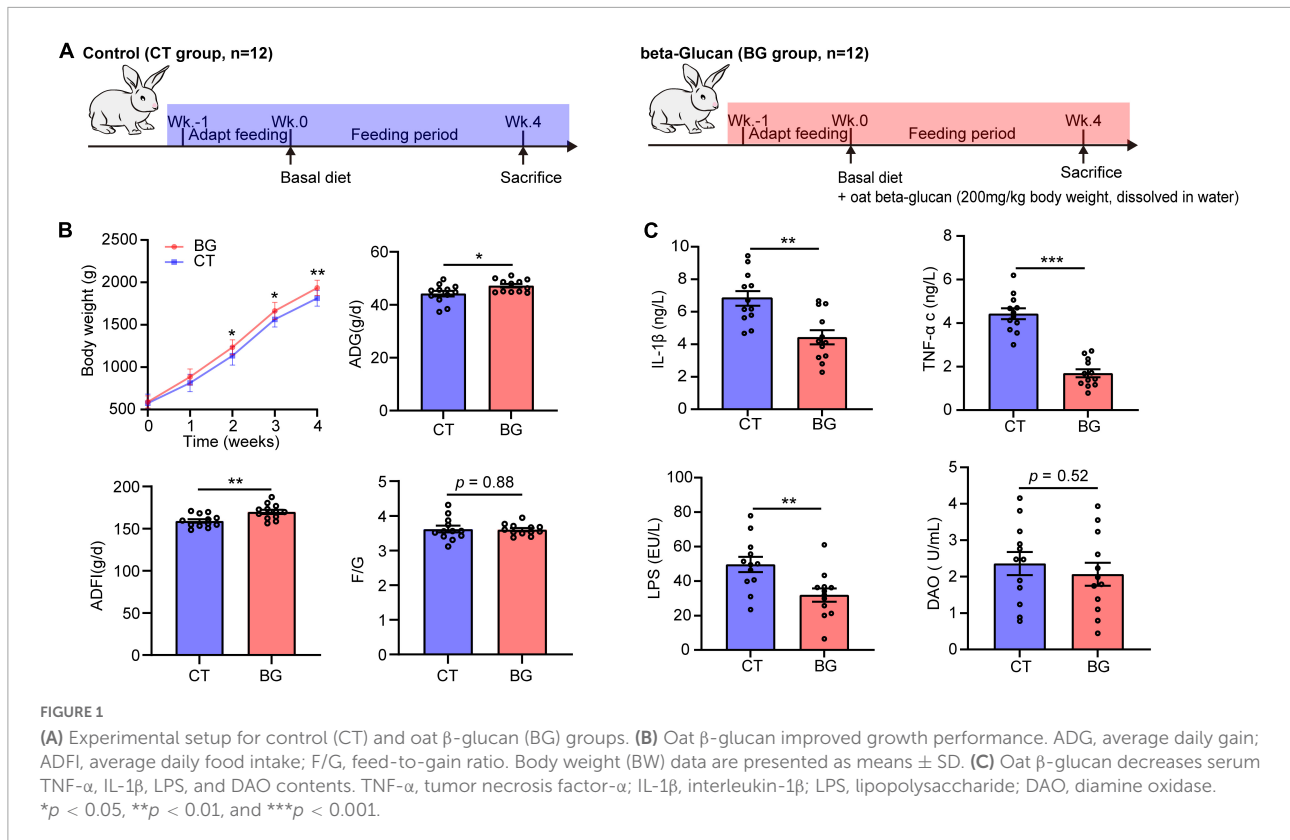 A
Control (CT group, n=12)
Wk.-1 Wk.0 Wk.4
Adapt feeding Feeding period
Basal diet Sacrifice
beta-Glucan (BG group, n=12)
Wk.-1 Wk.0 Wk.4
Adapt feeding Feeding period
Basal diet Sacrifice
+ oat beta-glucan (200mg/kg body weight, dissolved in water)
B
2500
2000
1500
1000
500
Body weight (g)
BG
CT
* * **
0 1 2 3 4
Time (weeks)
60
40
20
0
ADG(g/d)
*
CT BG
200
150
100
50
0
ADFI(g/d)
**
CT BG
5
4
3
2
1
0
F/G
p = 0.88
CT BG
C
10
8
6
4
2
0
IL-1β (ng/L)
**
CT BG
8
6
4
2
0
TNF-α c (ng/L)
***
CT BG
100
80
60
40
20
0
LPS (EU/L)
**
CT BG
5
4
3
2
1
0
DAO ( U/mL)
p = 0.52
CT BG
FIGURE 1
(A) Experimental setup for control (CT) and oat β-glucan (BG) groups. (B) Oat β-glucan improved growth performance. ADG, average daily gain;
ADFI, average daily food intake; F/G, feed-to-gain ratio. Body weight (BW) data are presented as means ± SD. (C) Oat β-glucan decreases serum
TNF-α, IL-1β, LPS, and DAO contents. TNF-α, tumor necrosis factor-α; IL-1β, interleukin-1β; LPS, lipopolysaccharide; DAO, diamine oxidase.
*p < 0.05, **p < 0.01, and ***p < 0.001.